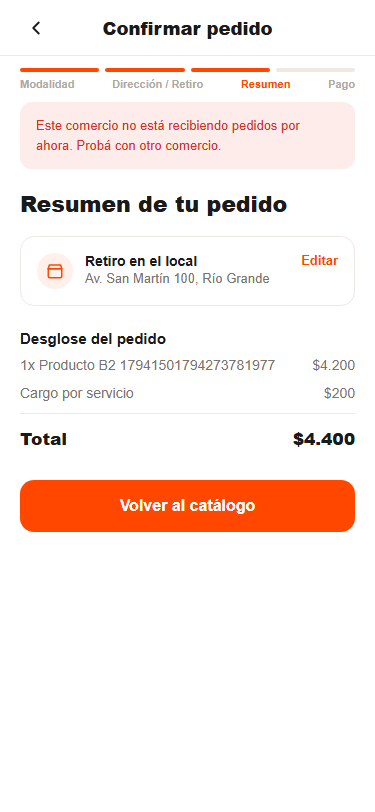 Confirmar pedido
Modalidad Dirección / Retiro Resumen Pago
Este comercio no está recibiendo pedidos por
ahora. Probá con otro comercio.
Resumen de tu pedido
Retiro en el local Editar
Av. San Martín 100, Río Grande
Desglose del pedido
1x Producto B2 17941501794273781977 $4.200
Cargo por servicio $200
Total $4.400
Volver al catálogo